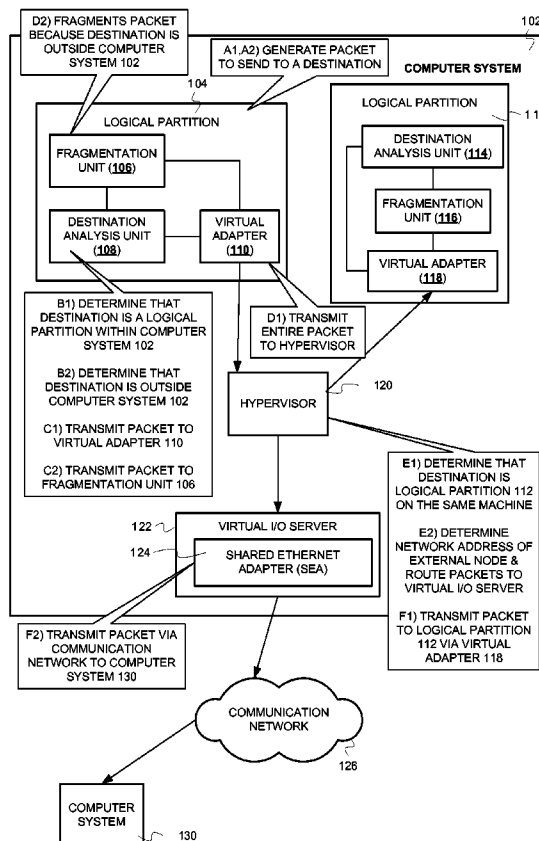 D2) FRAGMENTS PACKET
BECAUSE DESTINATION IS
OUTSIDE COMPUTER
SYSTEM 102
A1,A2) GENERATE PACKET
TO SEND TO A DESTINATION
102
COMPUTER SYSTEM
104
LOGICAL PARTITION
FRAGMENTATION
UNIT (106)
DESTINATION
ANALYSIS UNIT
(108)
VIRTUAL
ADAPTER
(110)
LOGICAL PARTITION
11
DESTINATION
ANALYSIS UNIT (114)
FRAGMENTATION
UNIT (116)
VIRTUAL ADAPTER
(118)
B1) DETERMINE THAT
DESTINATION IS A LOGICAL
PARTITION WITHIN COMPUTER
SYSTEM 102
B2) DETERMINE THAT
DESTINATION IS OUTSIDE
COMPUTER SYSTEM 102
C1) TRANSMIT PACKET TO
VIRTUAL ADAPTER 110
C2) TRANSMIT PACKET TO
FRAGMENTATION UNIT 106
D1) TRANSMIT
ENTIRE PACKET
TO HYPERVISOR
HYPERVISOR
120
E1) DETERMINE THAT
DESTINATION IS
LOGICAL PARTITION 112
ON THE SAME MACHINE
E2) DETERMINE
NETWORK ADDRESS OF
EXTERNAL NODE &
ROUTE PACKETS TO
VIRTUAL I/O SERVER
F1) TRANSMIT PACKET
TO LOGICAL PARTITION
112 VIA VIRTUAL
ADAPTER 118
122
VIRTUAL I/O SERVER
124
SHARED ETHERNET
ADAPTER (SEA)
F2) TRANSMIT PACKET VIA
COMMUNICATION
NETWORK TO COMPUTER
SYSTEM 130
COMMUNICATION
NETWORK
126
COMPUTER
SYSTEM
130